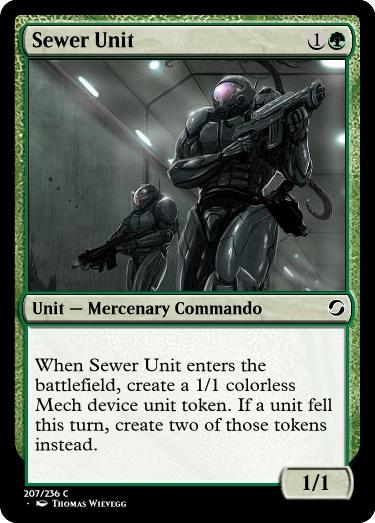 Sewer Unit 1
Unit — Mercenary Commando
When Sewer Unit enters the
battlefield, create a 1/1 colorless
Mech device unit token. If a unit fell
this turn, create two of those tokens
instead.
1/1
207/236 C
· Thomas Wievegg